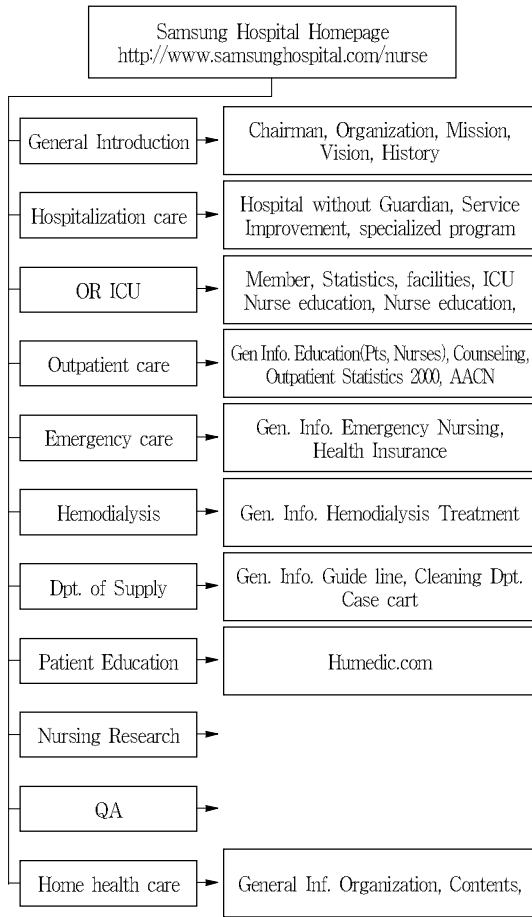 Samsung Hospital Homepage
http://www.samsunghospital.com/nurse
General Introduction
Chairman, Organization, Mission,
Vision, History
Hospitalization care
Hospital without Guardian, Service
Improvement, specialized program
OR ICU
Member, Statistics, facilities, ICU
Nurse education, Nurse education,
Outpatient care
Gen Info. Education(Pts, Nurses), Counseling,
Outpatient Statistics 2000, AACN
Emergency care
Gen. Info. Emergency Nursing,
Health Insurance
Hemodialysis
Gen. Info. Hemodialysis Treatment
Dpt. of Supply
Gen. Info. Guide line, Cleaning Dpt.
Case cart
Patient Education
Humedic.com
Nursing Research
QA
Home health care
General Inf. Organization, Contents,